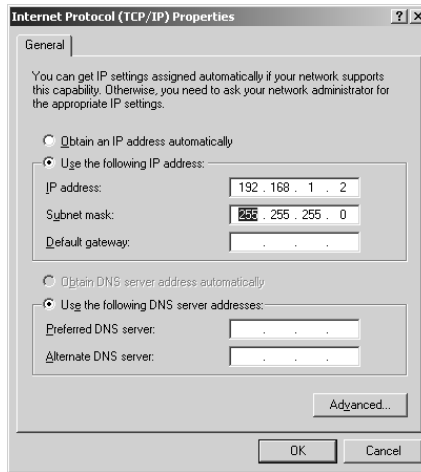 Internet Protocol (TCP/IP) Properties
General
You can get IP settings assigned automatically if your network supports
this capability. Otherwise, you need to ask your network administrator for
the appropriate IP settings.
Obtain an IP address automatically
Use the following IP address:
IP address: 192 . 168 . 1 . 2
Subnet mask: 255 . 255 . 255 . 0
Default gateway: . . .
Obtain DNS server address automatically
Use the following DNS server addresses:
Preferred DNS server: . . .
Alternate DNS server: . . .
Advanced...
OK Cancel